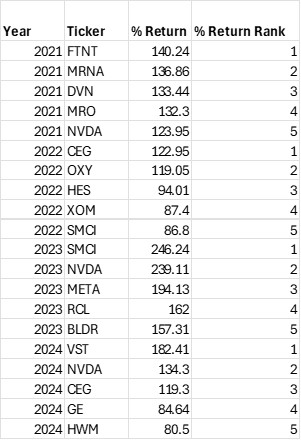 Year Ticker % Return % Return Rank
2021 FTNT 140.24 1
2021 MRNA 136.86 2
2021 DVN 133.44 3
2021 MRO 132.3 4
2021 NVDA 123.95 5
2022 CEG 122.95 1
2022 OXY 119.05 2
2022 HES 94.01 3
2022 XOM 87.4 4
2022 SMCI 86.8 5
2023 SMCI 246.24 1
2023 NVDA 239.11 2
2023 META 194.13 3
2023 RCL 162 4
2023 BLDR 157.31 5
2024 VST 182.41 1
2024 NVDA 134.3 2
2024 CEG 119.3 3
2024 GE 84.64 4
2024 HWM 80.5 5